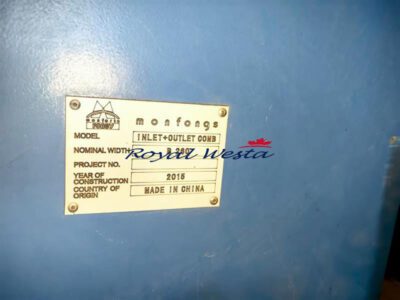 monfongs
MODEL INLET+OUTLET COMB
NOMINAL WIDTH
Royal Westa
PROJECT NO.
YEAR OF CONSTRUCTION 2015
COUNTRY OF ORIGIN MADE IN CHINA